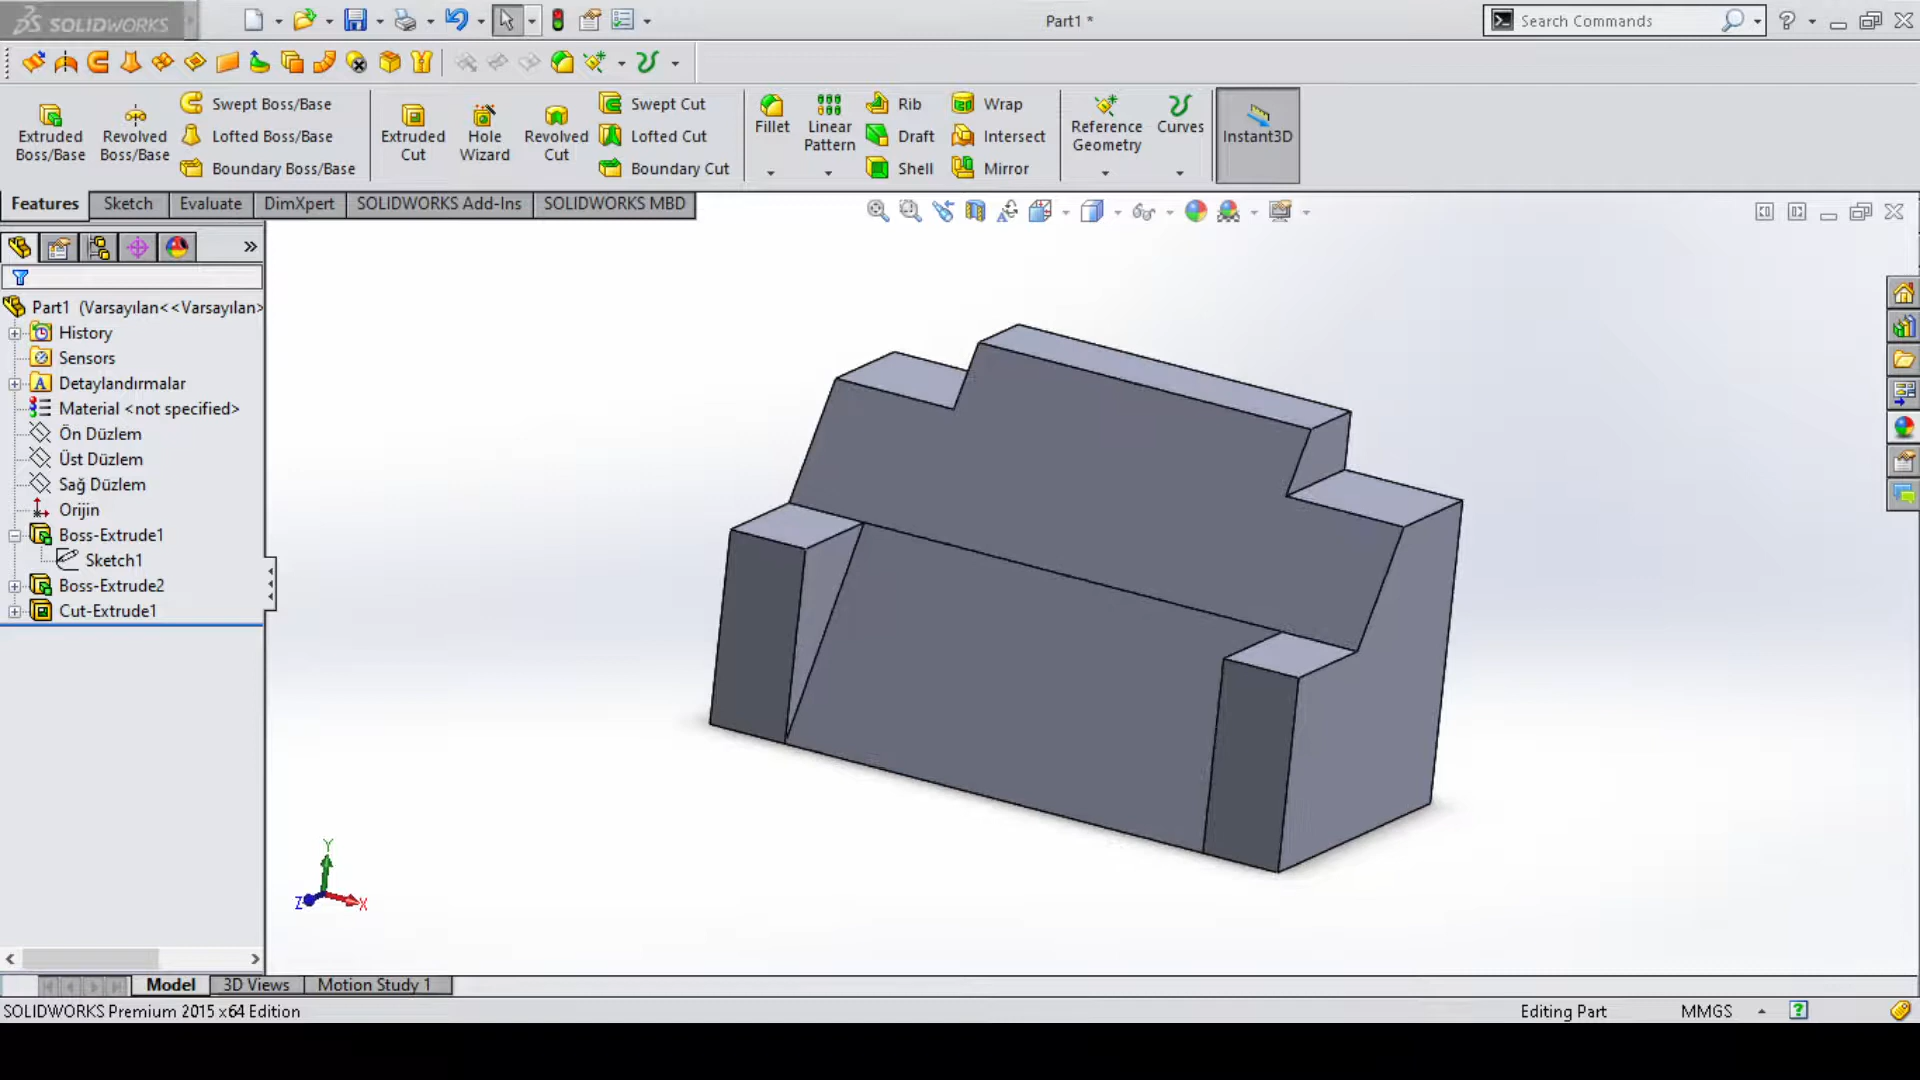 SOLIDWORKS
Part1 *
Search Commands
Extruded Boss/Base
Revolved Boss/Base
Swept Boss/Base
Lofted Boss/Base
Boundary Boss/Base
Extruded Cut
Hole Wizard
Revolved Cut
Swept Cut
Lofted Cut
Boundary Cut
Fillet
Linear Pattern
Rib
Draft
Shell
Wrap
Intersect
Mirror
Reference Geometry
Curves
Instant3D
Features
Sketch
Evaluate
DimXpert
SOLIDWORKS Add-Ins
SOLIDWORKS MBD
Part1 (Varsayılan<<Varsayılan>
History
Sensors
Detaylandırmalar
Material <not specified>
Ön Düzlem
Üst Düzlem
Sağ Düzlem
Orijin
Boss-Extrude1
Sketch1
Boss-Extrude2
Cut-Extrude1
Y
Z
X
Model
3D Views
Motion Study 1
SOLIDWORKS Premium 2015 x64 Edition
Editing Part
MMGS